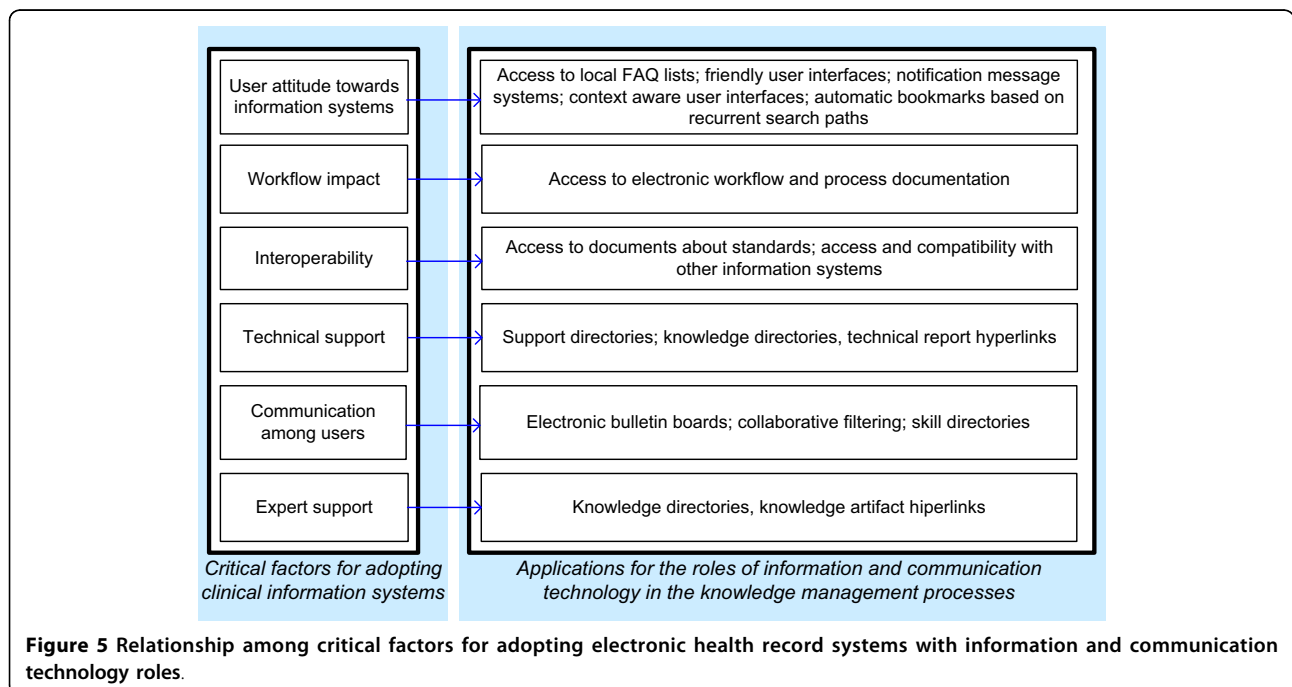 User attitude towards
information systems
Access to local FAQ lists; friendly user interfaces; notification message
systems; context aware user interfaces; automatic bookmarks based on
recurrent search paths
Workflow impact
Access to electronic workflow and process documentation
Interoperability
Access to documents about standards; access and compatibility with
other information systems
Technical support
Support directories; knowledge directories, technical report hyperlinks
Communication
among users
Electronic bulletin boards; collaborative filtering; skill directories
Expert support
Knowledge directories, knowledge artifact hiperlinks
Critical factors for adopting
clinical information systems
Applications for the roles of information and communication
technology in the knowledge management processes
Figure 5 Relationship among critical factors for adopting electronic health record systems with information and communication
technology roles.